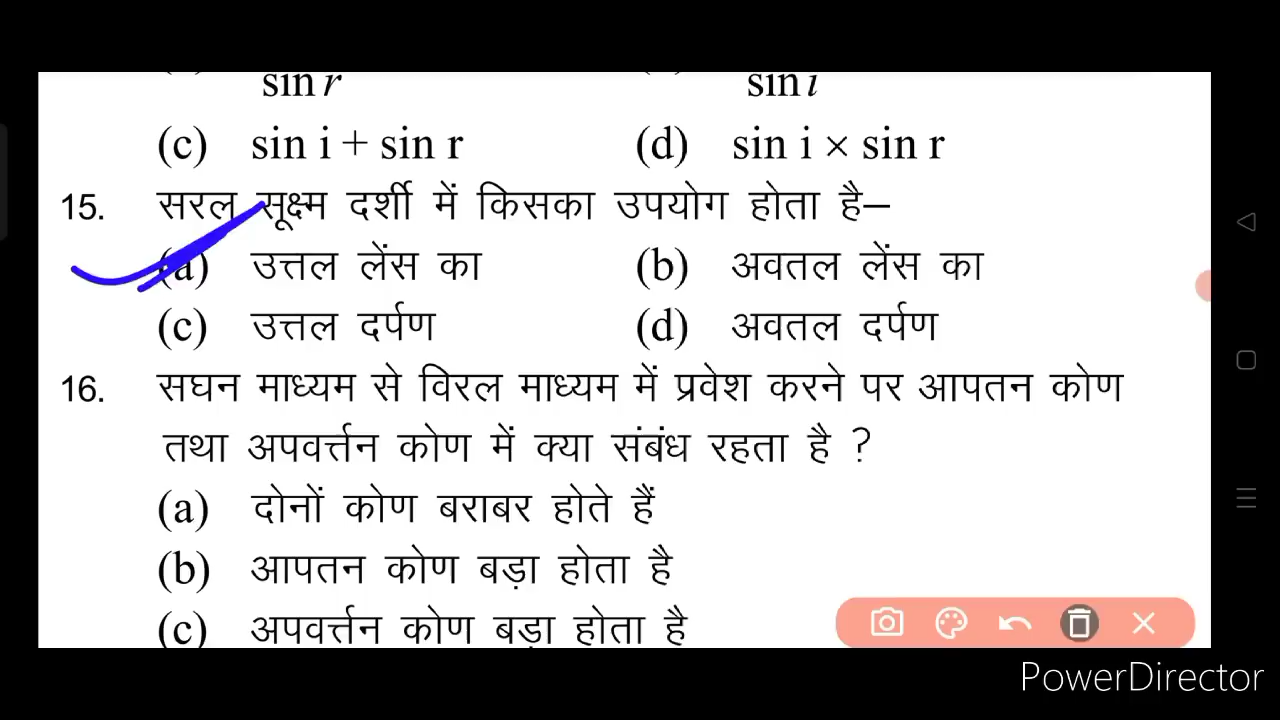 sin r
sin i
(c) sin i + sin r (d) sin i × sin r
15. सरल सूक्ष्म दर्शी में किसका उपयोग होता है–
(a) उत्तल लेंस का (b) अवतल लेंस का
(c) उत्तल दर्पण (d) अवतल दर्पण
16. सघन माध्यम से विरल माध्यम में प्रवेश करने पर आपतन कोण
तथा अपवर्त्तन कोण में क्या संबंध रहता है ?
(a) दोनों कोण बराबर होते हैं
(b) आपतन कोण बड़ा होता है
(c) अपवर्त्तन कोण बड़ा होता है
PowerDirector